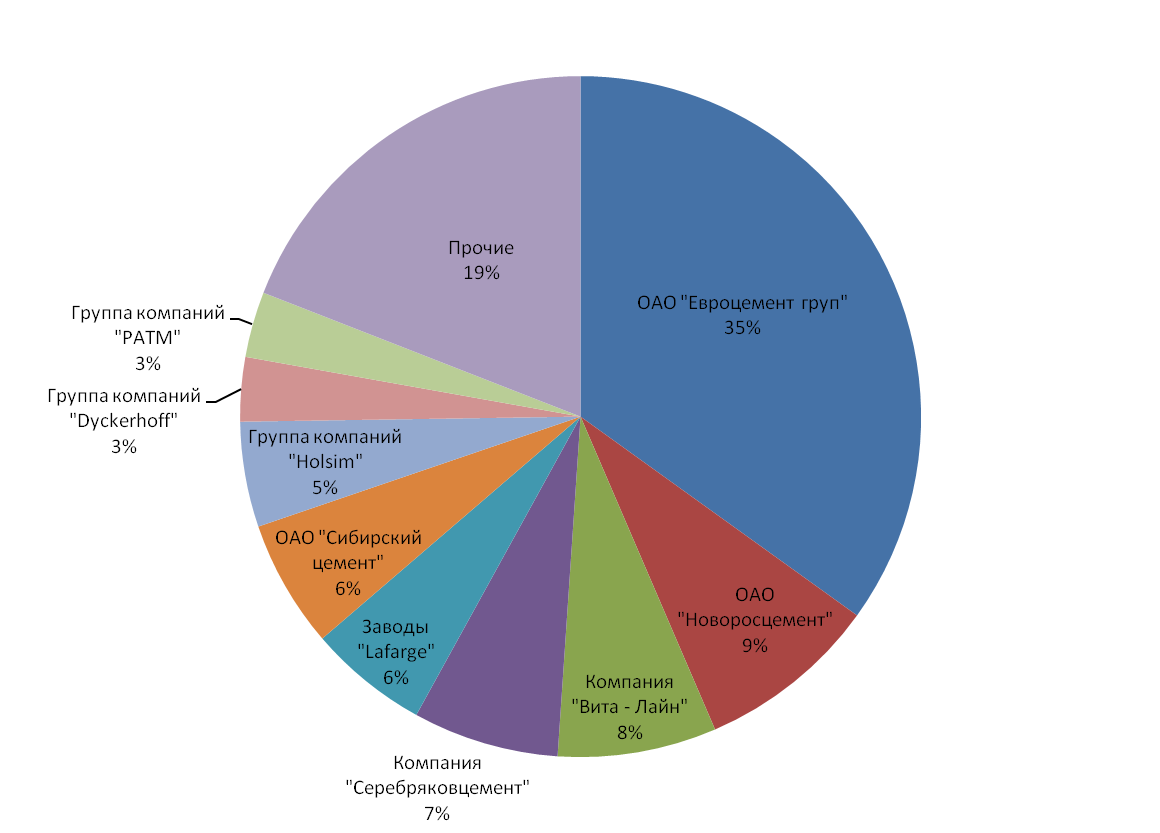 Прочие
19%
ОАО "Евроцемент груп"
35%
Группа компаний
"РАТМ"
3%
Группа компаний
"Dyckerhoff"
3%
Группа компаний
"Holsim"
5%
ОАО "Сибирский
цемент"
6%
Заводы
"Lafarge"
6%
ОАО
"Новоросцемент"
9%
Компания
"Вита - Лайн"
8%
Компания
"Серебряковцемент"
7%